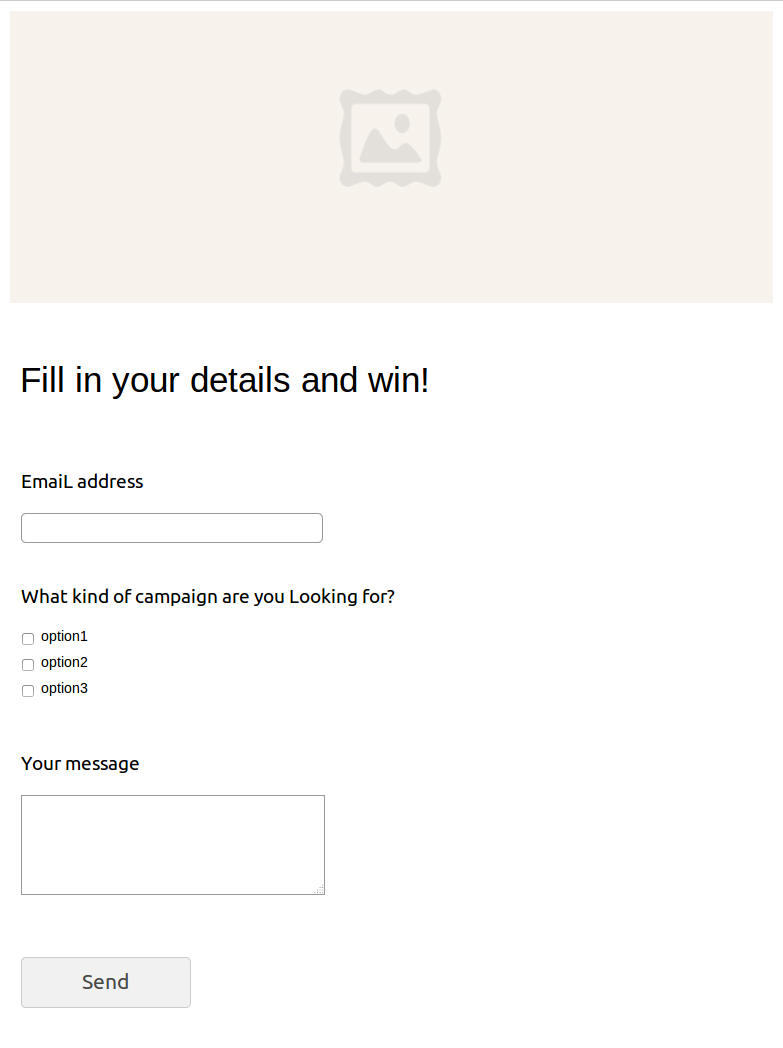 Fill in your details and win!
EmaiL address
What kind of campaign are you Looking for?
option1
option2
option3
Your message
Send